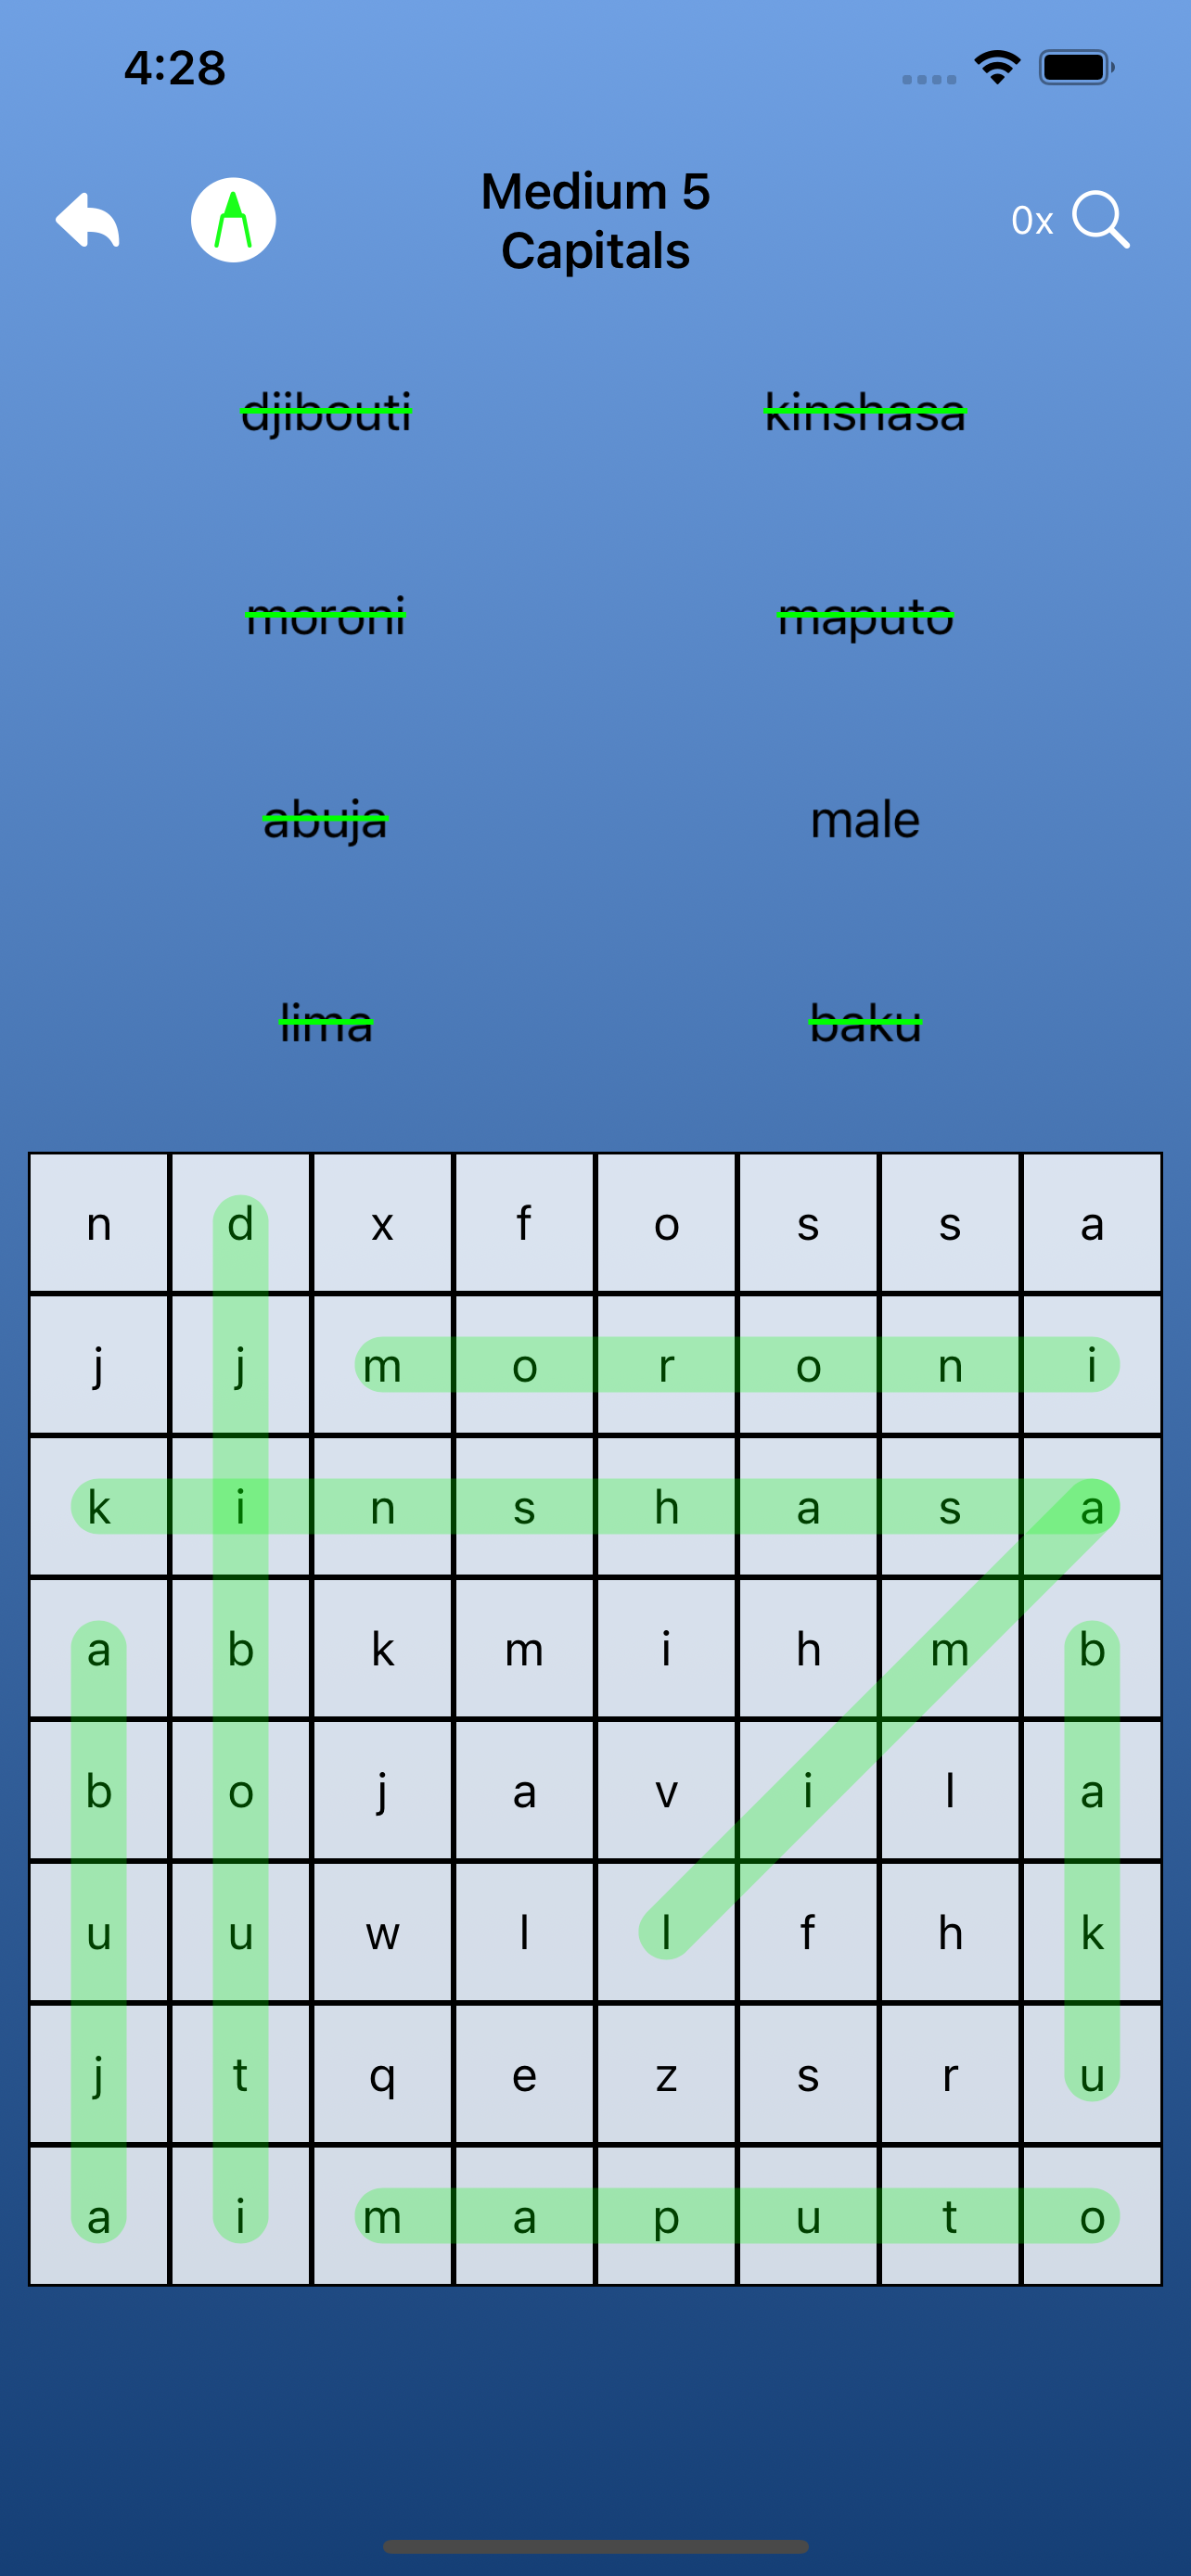 4:28
Medium 5
Capitals
0x
djibouti kinshasa
moroni maputo
abuja male
lima baku
n d x f o s s a
j j m o r o n i
k i n s h a s a
a b k m i h m b
b o j a v i l a
u u w l l f h k
j t q e z s r u
a i m a p u t o